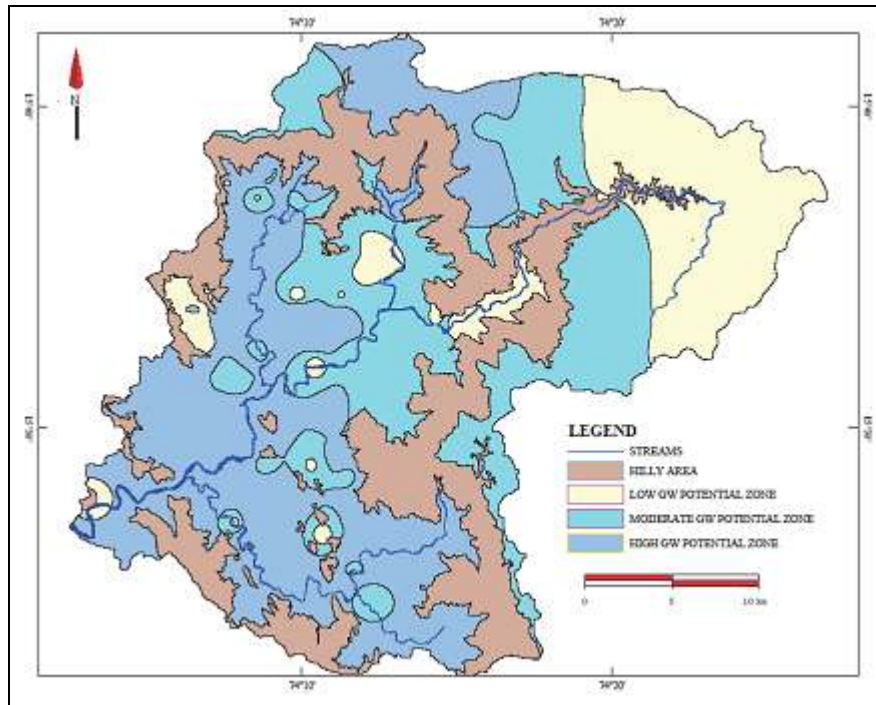 74°10' 74°20'
N
LEGEND
STREAMS
HILLY AREA
LOW GW POTENTIAL ZONE
MODERATE GW POTENTIAL ZONE
HIGH GW POTENTIAL ZONE
0 5 10 km
74°10' 74°20'